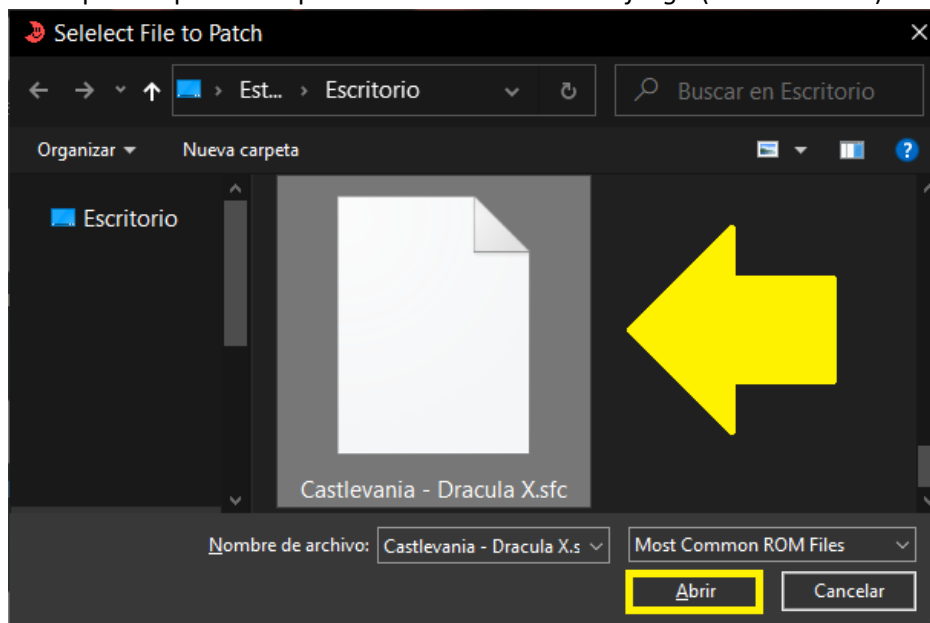 Selelect File to Patch
Est... › Escritorio
Buscar en Escritorio
Organizar
Nueva carpeta
Escritorio
Castlevania - Dracula X.sfc
Nombre de archivo:
Castlevania - Dracula X.s
Most Common ROM Files
Abrir
Cancelar